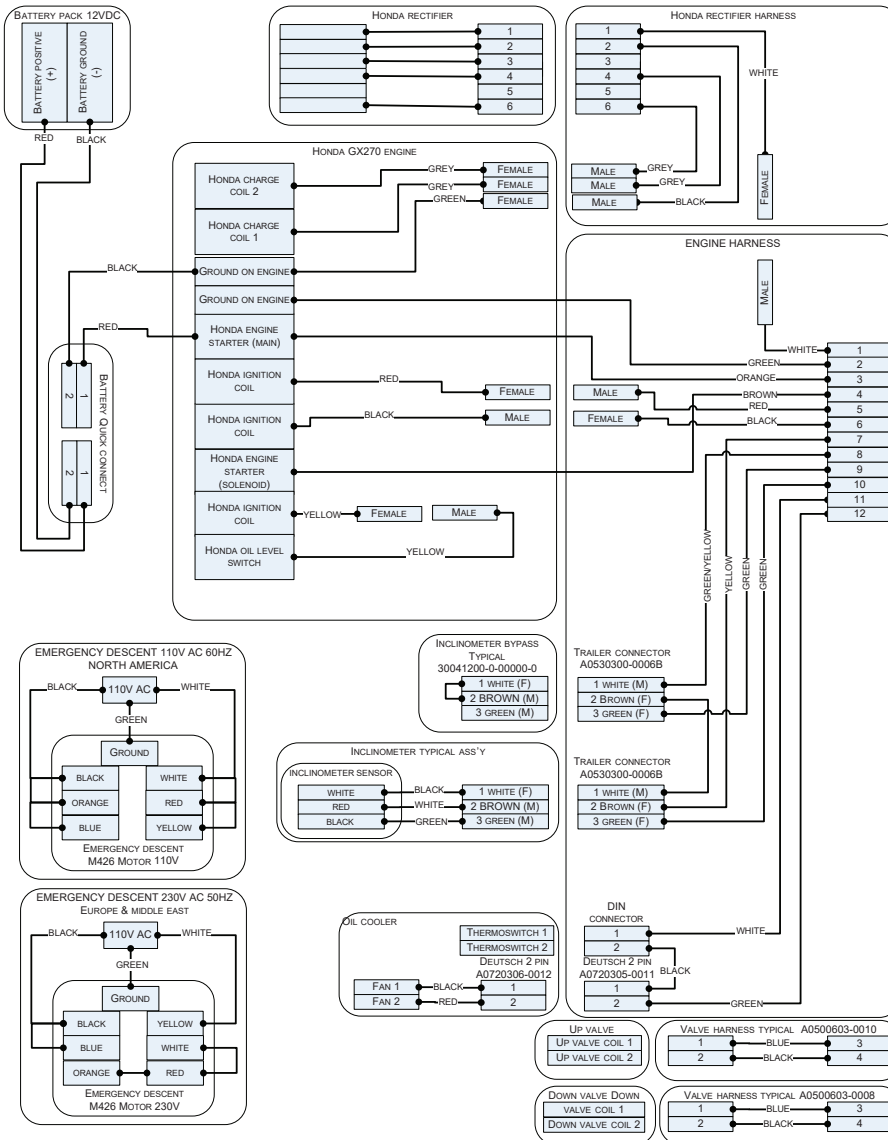 BATTERY PACK 12VDC
BATTERY POSITIVE
(+)
BATTERY GROUND
(-)
RED
BLACK
HONDA RECTIFIER
1
2
3
4
5
6
HONDA RECTIFIER HARNESS
1
2
3
4
5
6
WHITE
MALE
GREY
MALE
GREY
MALE
BLACK
FEMALE
HONDA GX270 ENGINE
HONDA CHARGE
COIL 2
GREY
FEMALE
GREY
FEMALE
GREEN
FEMALE
HONDA CHARGE
COIL 1
BLACK
GROUND ON ENGINE
GROUND ON ENGINE
RED
HONDA ENGINE
STARTER (MAIN)
HONDA IGNITION
COIL
RED
FEMALE
HONDA IGNITION
COIL
BLACK
MALE
HONDA ENGINE
STARTER
(SOLENOID)
HONDA IGNITION
COIL
YELLOW
FEMALE
MALE
HONDA OIL LEVEL
SWITCH
YELLOW
BATTERY QUICK CONNECT
1
2
1
2
ENGINE HARNESS
MALE
WHITE
GREEN
ORANGE
BROWN
MALE
RED
FEMALE
BLACK
1
2
3
4
5
6
7
8
9
10
11
12
GREEN/YELLOW
YELLOW
GREEN
GREEN
INCLINOMETER BYPASS
TYPICAL
30041200-0-00000-0
1 WHITE (F)
2 BROWN (M)
3 GREEN (M)
TRAILER CONNECTOR
A0530300-0006B
1 WHITE (M)
2 BROWN (F)
3 GREEN (F)
INCLINOMETER TYPICAL ASS'Y
INCLINOMETER SENSOR
WHITE
BLACK
1 WHITE (F)
RED
WHITE
2 BROWN (M)
BLACK
GREEN
3 GREEN (M)
TRAILER CONNECTOR
A0530300-0006B
1 WHITE (M)
2 BROWN (F)
3 GREEN (F)
EMERGENCY DESCENT 110V AC 60HZ
NORTH AMERICA
BLACK
110V AC
WHITE
GREEN
GROUND
BLACK
WHITE
ORANGE
RED
BLUE
YELLOW
EMERGENCY DESCENT
M426 MOTOR 110V
EMERGENCY DESCENT 230V AC 50HZ
EUROPE & MIDDLE EAST
BLACK
110V AC
WHITE
GREEN
GROUND
BLACK
YELLOW
BLUE
WHITE
ORANGE
RED
EMERGENCY DESCENT
M426 MOTOR 230V
OIL COOLER
THERMOSWITCH 1
THERMOSWITCH 2
DEUTSCH 2 PIN
A0720306-0012
FAN 1
BLACK
1
FAN 2
RED
2
DIN
CONNECTOR
1
WHITE
2
BLACK
DEUTSCH 2 PIN
A0720305-0011
1
2
GREEN
UP VALVE
UP VALVE COIL 1
UP VALVE COIL 2
VALVE HARNESS TYPICAL A0500603-0010
1
BLUE
3
2
BLACK
4
DOWN VALVE DOWN
VALVE COIL 1
DOWN VALVE COIL 2
VALVE HARNESS TYPICAL A0500603-0008
1
BLUE
3
2
BLACK
4